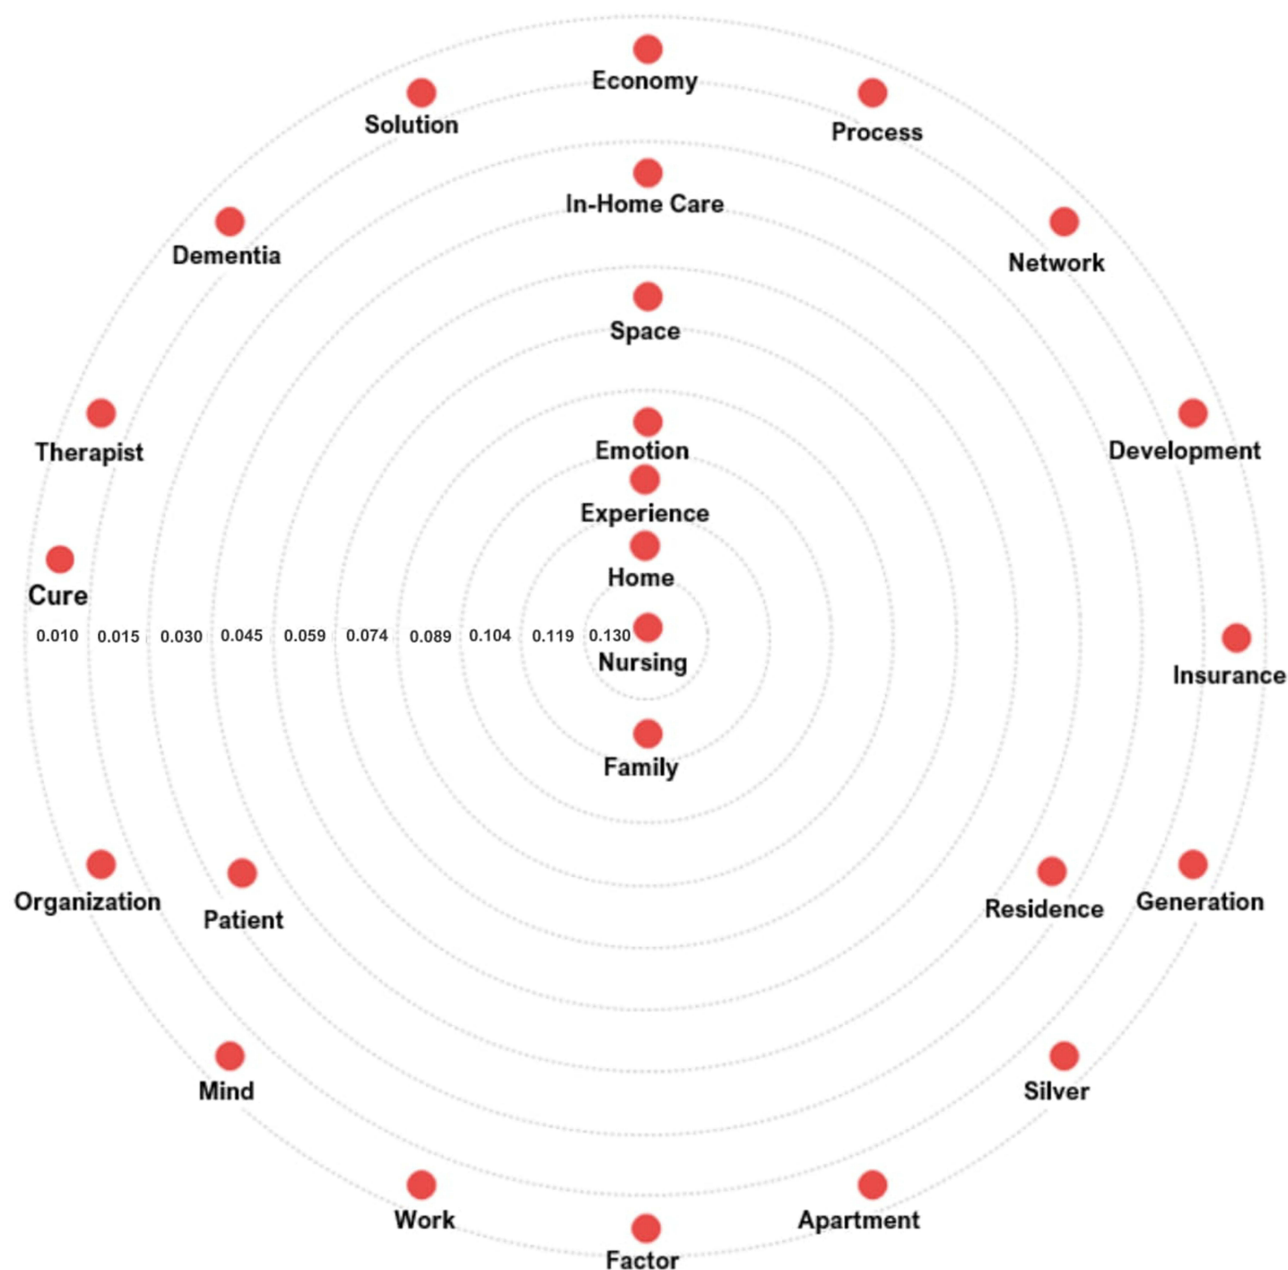 Economy
Solution
Process
In-Home Care
Dementia
Network
Space
Emotion
Therapist
Development
Experience
Home
Cure
0.010 0.015 0.030 0.045 0.059 0.074 0.089 0.104 0.119 0.130
Nursing
Insurance
Family
Organization
Patient
Residence
Generation
Mind
Silver
Work
Apartment
Factor